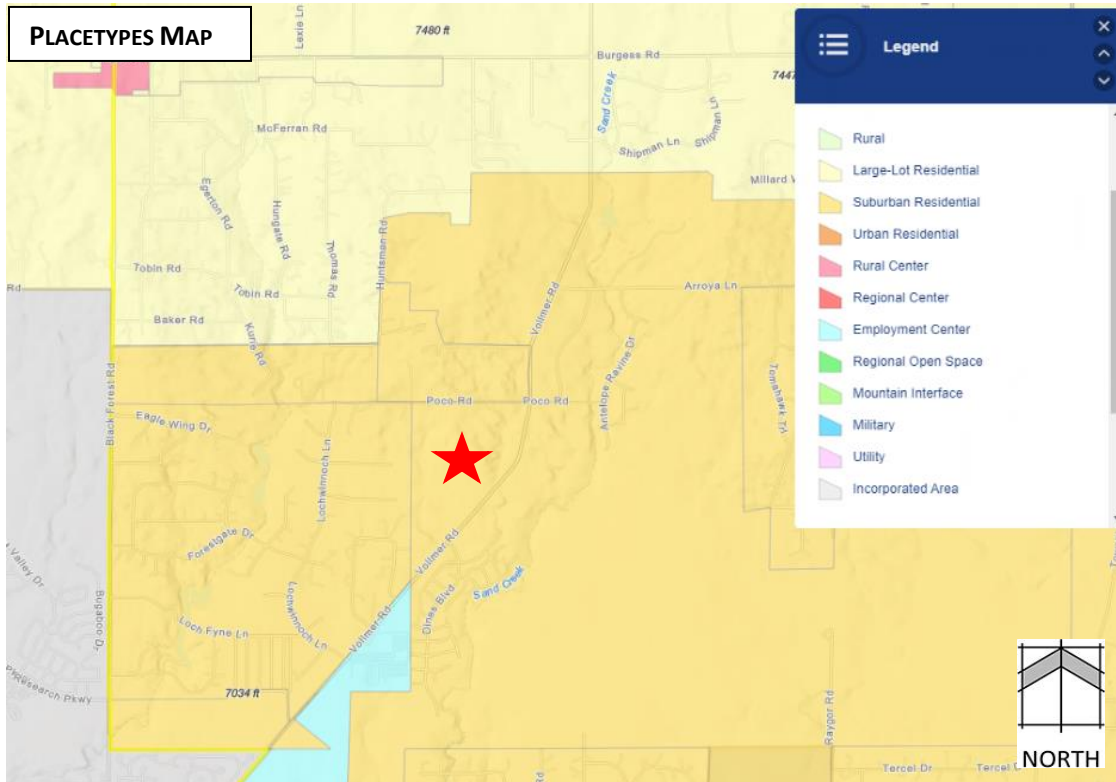 PLACETYPES MAP
Lexie Ln
7480 ft
Burgess Rd
7447
Sand Creek
McFerran Rd
Shipman Ln
Shipman Ln
Millard
Egerton Rd
Hungate Rd
Thomas Rd
Huntsman Rd
Tobin Rd
Tobin Rd
Rd
Baker Rd
Kurie Rd
Vollmer Rd
Arroya Ln
Antelope Ravine Dr
Tomahawk Trl
Black Forest Rd
Poco Rd
Poco Rd
Eagle Wing Dr
Lochwinnoch Ln
Forestgate Dr
Vollmer Rd
Sand Creek
Valley Dr
Bugaboo Dr
Loch Fyne Ln
Lochwinnoch Ln
Vollmer Rd
Dines Blvd
Research Pkwy
7034 ft
Raygor Rd
Tercel Dr
Tercel
Legend
Rural
Large-Lot Residential
Suburban Residential
Urban Residential
Rural Center
Regional Center
Employment Center
Regional Open Space
Mountain Interface
Military
Utility
Incorporated Area
NORTH